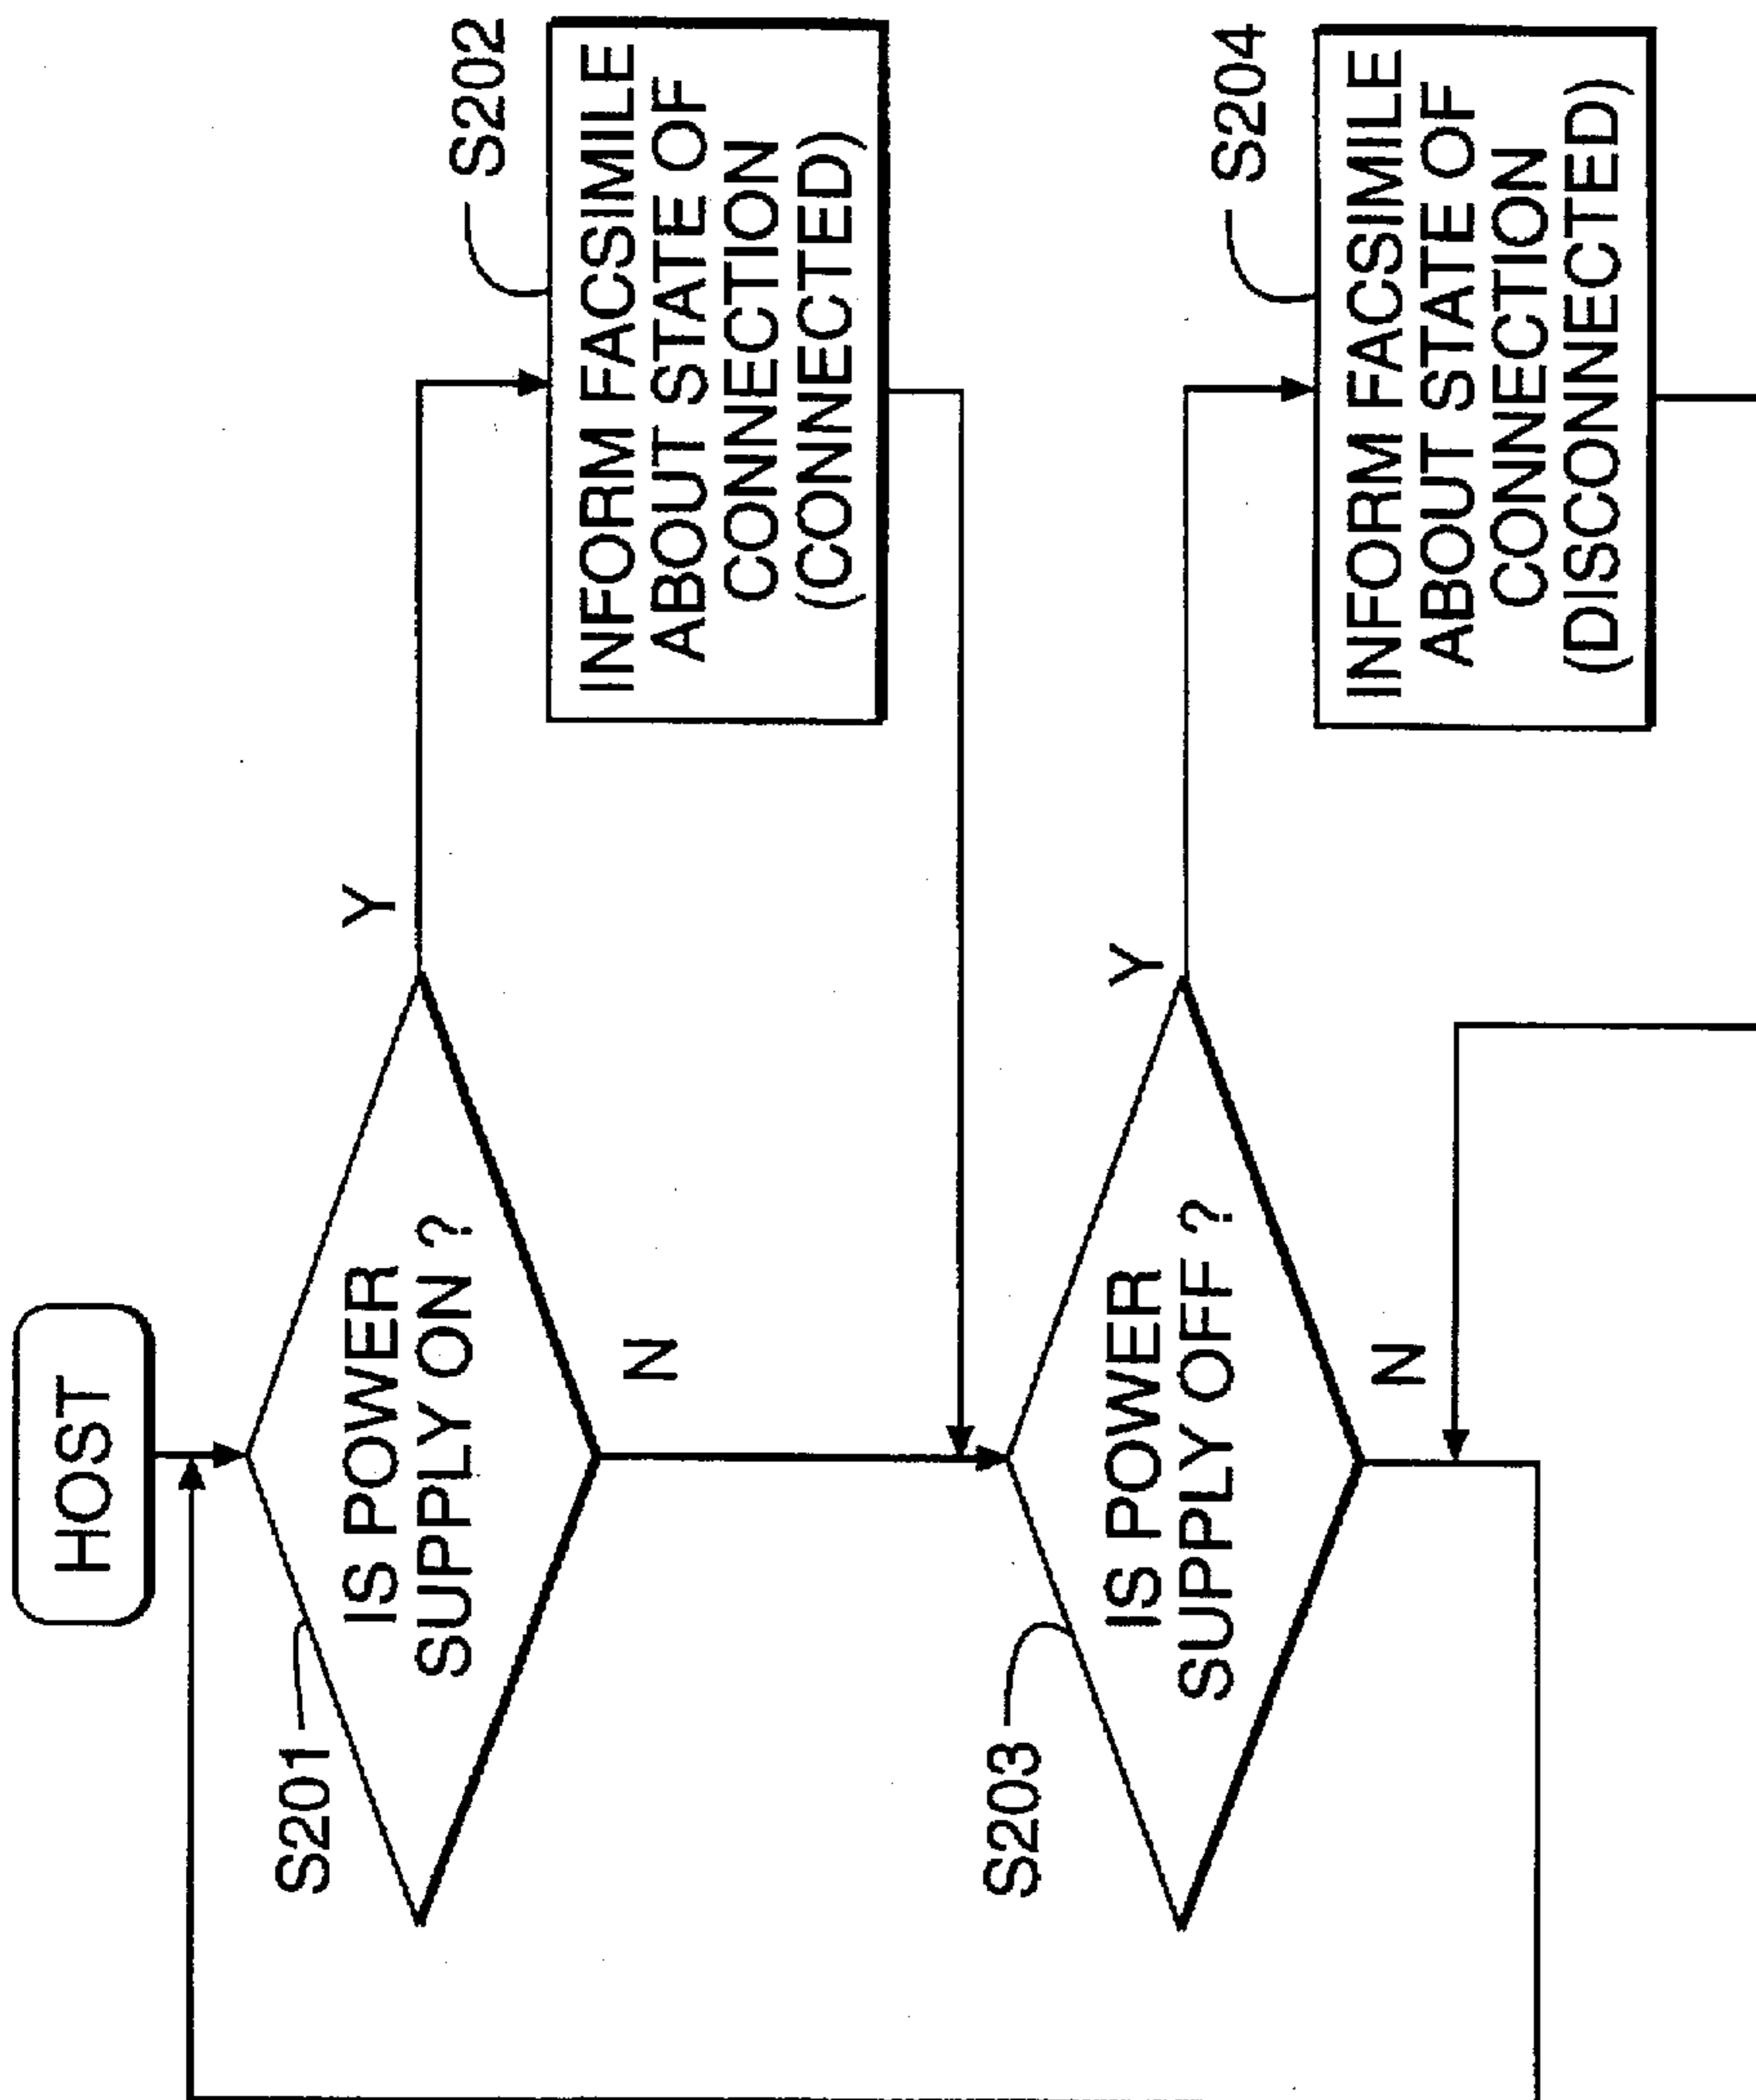 HOST
S201
IS POWER
SUPPLY ON ?
Y
N
S202
INFORM FACSIMILE
ABOUT STATE OF
CONNECTION
(CONNECTED)
S203
IS POWER
SUPPLY OFF ?
Y
N
S204
INFORM FACSIMILE
ABOUT STATE OF
CONNECTION
(DISCONNECTED)